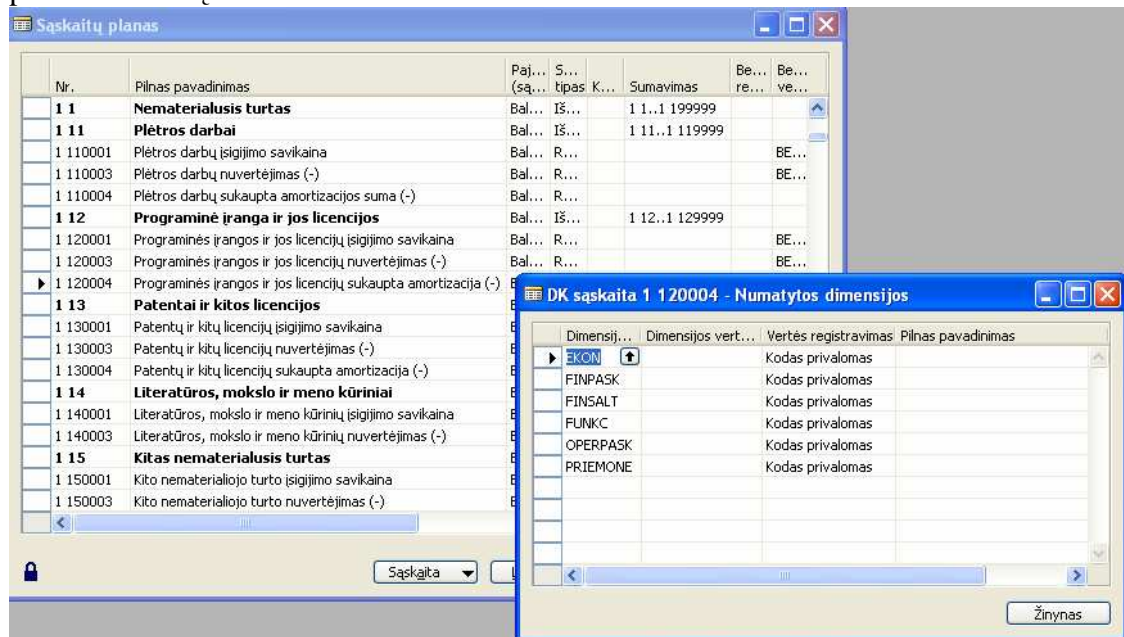 Sąskaitų planas
Nr. Pilnas pavadinimas Paj... (są... S... tipas K... Sumavimas Be... re... Be... ve...
1 1 Nematerialusis turtas Bal... Iš... 1 1..1 199999
1 11 Plėtros darbai Bal... Iš... 1 11..1 119999
1 110001 Plėtros darbų įsigijimo savikaina Bal... R... BE...
1 110003 Plėtros darbų nuvertėjimas (-) Bal... R... BE...
1 110004 Plėtros darbų sukaupta amortizacijos suma (-) Bal... R...
1 12 Programinė įranga ir jos licencijos Bal... Iš... 1 12..1 129999
1 120001 Programinės įrangos ir jos licencijų įsigijimo savikaina Bal... R... BE...
1 120003 Programinės įrangos ir jos licencijų nuvertėjimas (-) Bal... R... BE...
1 120004 Programinės įrangos ir jos licencijų sukaupta amortizacija (-)
1 13 Patentai ir kitos licencijos
1 130001 Patentų ir kitų licencijų įsigijimo savikaina
1 130003 Patentų ir kitų licencijų nuvertėjimas (-)
1 130004 Patentų ir kitų licencijų sukaupta amortizacija (-)
1 14 Literatūros, mokslo ir meno kūriniai
1 140001 Literatūros, mokslo ir meno kūrinių įsigijimo savikaina
1 140003 Literatūros, mokslo ir meno kūrinių nuvertėjimas (-)
1 15 Kitas nematerialusis turtas
1 150001 Kito nematerialiojo turto įsigijimo savikaina
1 150003 Kito nematerialiojo turto nuvertėjimas (-)
Sąskaita
DK sąskaita 1 120004 - Numatytos dimensijos
Dimensij... Dimensijos vert... Vertės registravimas Pilnas pavadinimas
EKON Kodas privalomas
FINPASK Kodas privalomas
FINSALT Kodas privalomas
FUNKC Kodas privalomas
OPERPASK Kodas privalomas
PRIEMONE Kodas privalomas
Žinynas